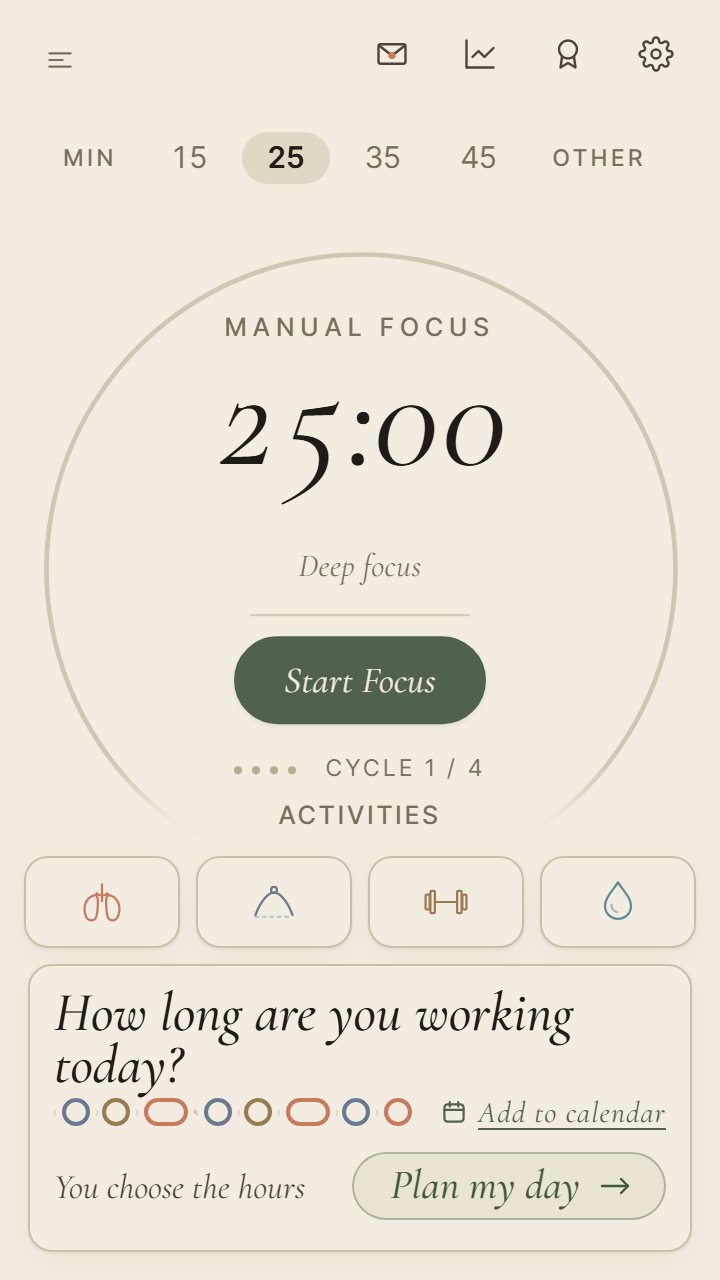 MIN 15 25 35 45 OTHER
MANUAL FOCUS
25:00
Deep focus
Start Focus
CYCLE 1 / 4
ACTIVITIES
How long are you working
today?
Add to calendar
You choose the hours
Plan my day →